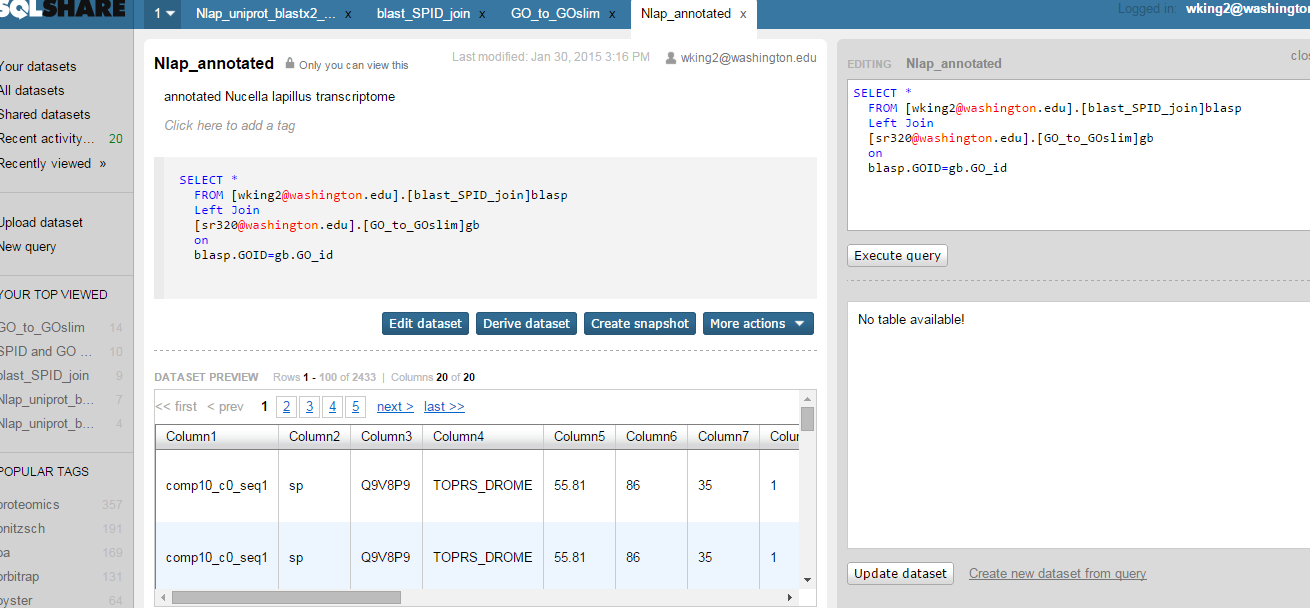 SQLSHARE
1
Nlap_uniprot_blastx2_... x
blast_SPID_join x
GO_to_GOslim x
Nlap_annotated x
Logged in: wking2@washington
Your datasets
All datasets
Shared datasets
Recent activity... 20
Recently viewed »
Upload dataset
New query
YOUR TOP VIEWED
GO_to_GOslim 14
SPID and GO ... 10
blast_SPID_join 9
Nlap_uniprot_b... 7
Nlap_uniprot_b... 4
POPULAR TAGS
proteomics 357
pnitzsch 191
pa 169
orbitrap 131
oyster 64
Nlap_annotated Only you can view this
Last modified: Jan 30, 2015 3:16 PM wking2@washington.edu
annotated Nucella lapillus transcriptome
Click here to add a tag
SELECT *
FROM [wking2@washington.edu].[blast_SPID_join]blasp
Left Join
[sr320@washington.edu].[GO_to_GOslim]gb
on
blasp.GOID=gb.GO_id
Edit dataset Derive dataset Create snapshot More actions
DATASET PREVIEW Rows 1 - 100 of 2433 | Columns 20 of 20
<< first < prev 1 2 3 4 5 next > last >>
Column1 Column2 Column3 Column4 Column5 Column6 Column7 Colur
comp10_c0_seq1 sp Q9V8P9 TOPRS_DROME 55.81 86 35 1
comp10_c0_seq1 sp Q9V8P9 TOPRS_DROME 55.81 86 35 1
EDITING Nlap_annotated
clos
SELECT *
FROM [wking2@washington.edu].[blast_SPID_join]blasp
Left Join
[sr320@washington.edu].[GO_to_GOslim]gb
on
blasp.GOID=gb.GO_id
Execute query
No table available!
Update dataset Create new dataset from query